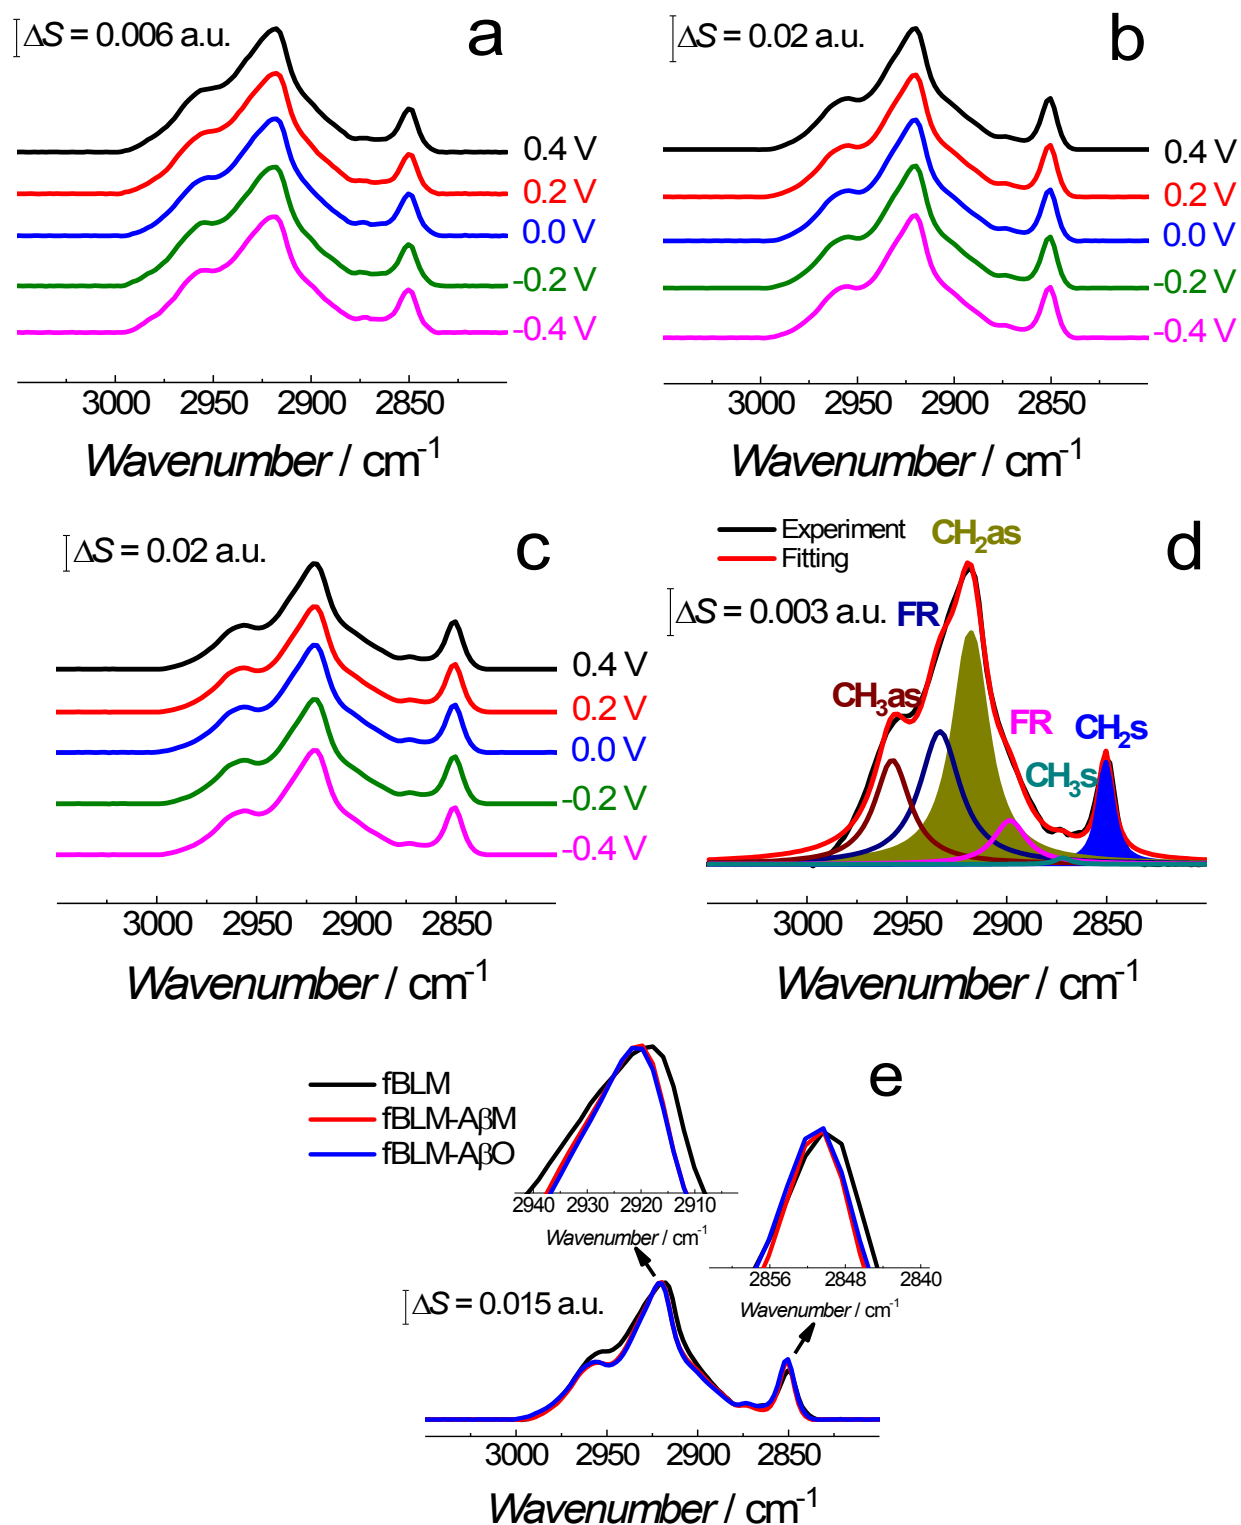 ΔS = 0.006 a.u.
a
0.4 V
0.2 V
0.0 V
-0.2 V
-0.4 V
3000 2950 2900 2850
Wavenumber / cm⁻¹
ΔS = 0.02 a.u.
b
0.4 V
0.2 V
0.0 V
-0.2 V
-0.4 V
3000 2950 2900 2850
Wavenumber / cm⁻¹
ΔS = 0.02 a.u.
c
0.4 V
0.2 V
0.0 V
-0.2 V
-0.4 V
3000 2950 2900 2850
Wavenumber / cm⁻¹
Experiment
Fitting
CH₂as
d
ΔS = 0.003 a.u.
FR
CH₃as
FR
CH₂s
CH₃s
3000 2950 2900 2850
Wavenumber / cm⁻¹
fBLM
fBLM-AβM
fBLM-AβO
e
2940 2930 2920 2910
Wavenumber / cm⁻¹
2856 2848 2840
Wavenumber / cm⁻¹
ΔS = 0.015 a.u.
3000 2950 2900 2850
Wavenumber / cm⁻¹